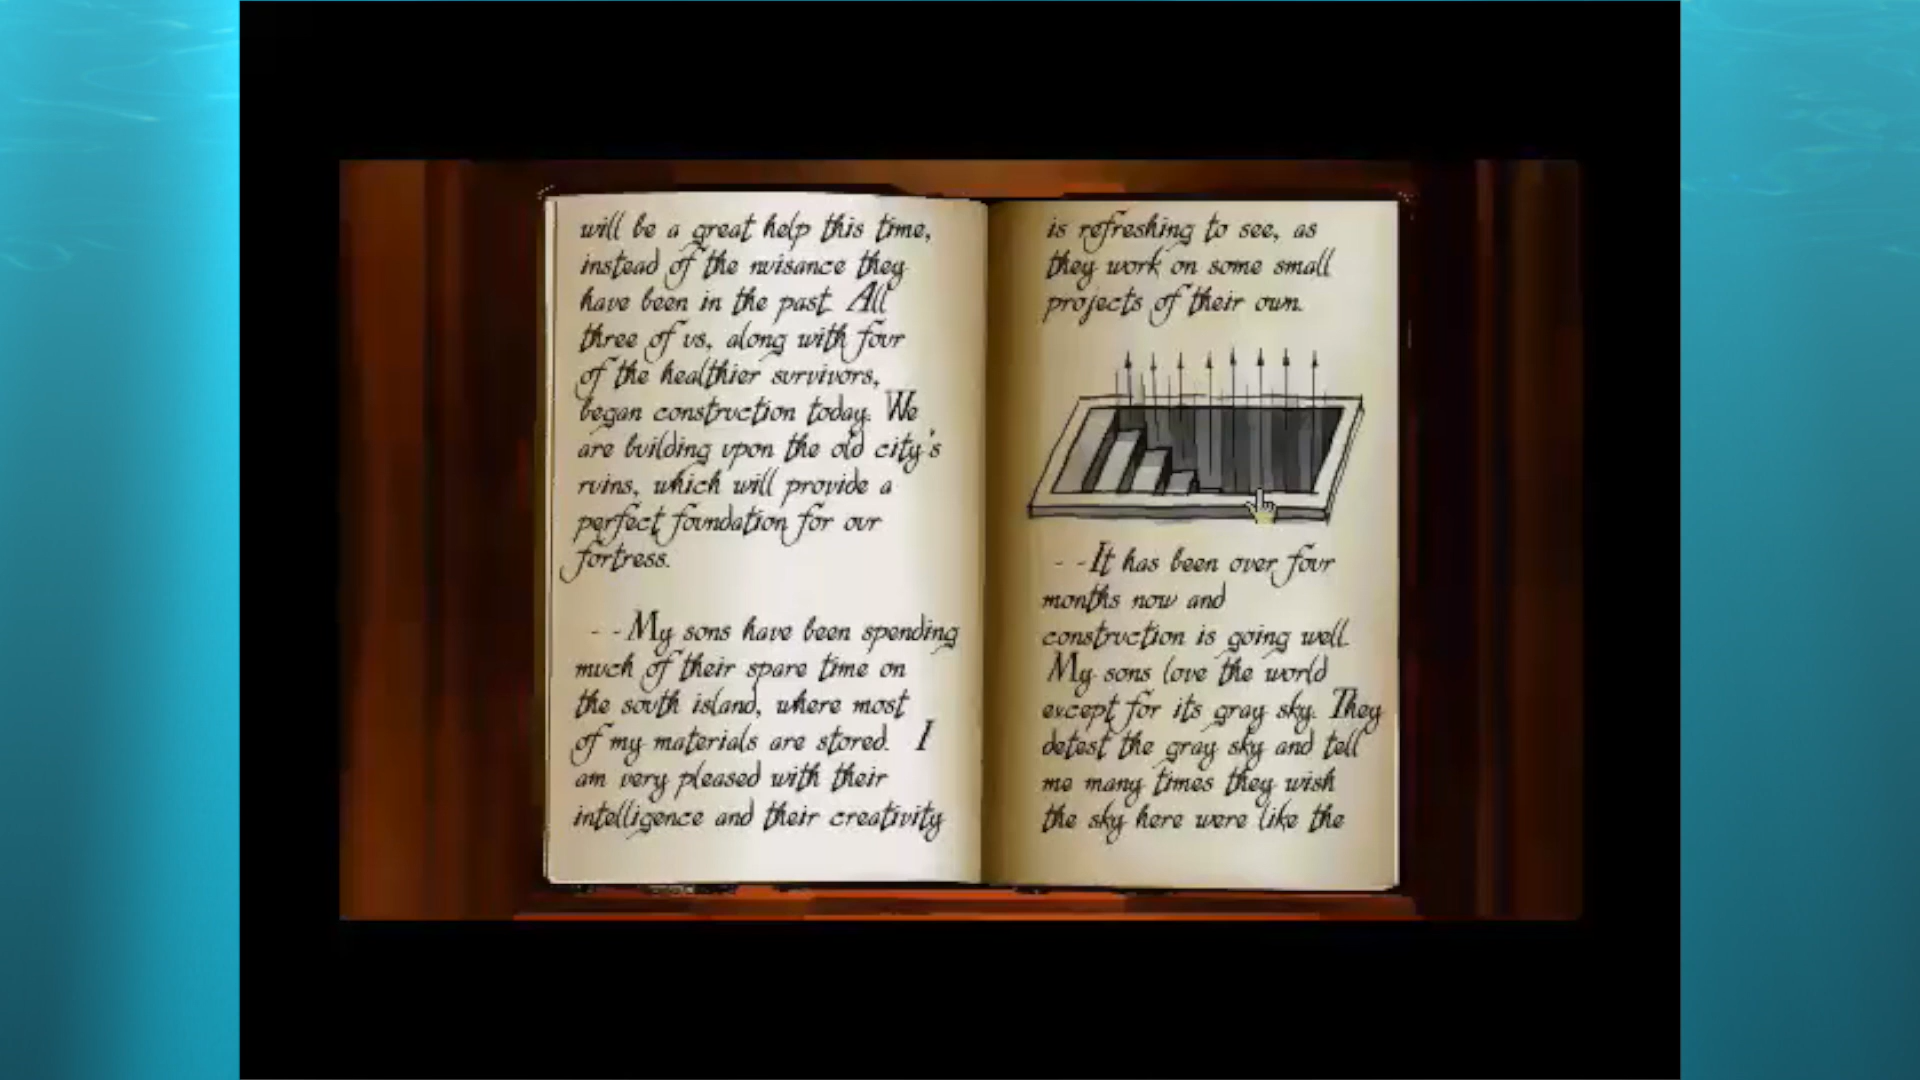 will be a great help this time,
instead of the nuisance they
have been in the past. All
three of us, along with four
of the healthier survivors,
began construction today. We
are building upon the old city's
ruins, which will provide a
perfect foundation for our
fortress.
- -My sons have been spending
much of their spare time on
the south island, where most
of my materials are stored. I
am very pleased with their
intelligence and their creativity
is refreshing to see, as
they work on some small
projects of their own.
- -It has been over four
months now and
construction is going well.
My sons love the world
except for its gray sky. They
detest the gray sky and tell
me many times they wish
the sky here were like the